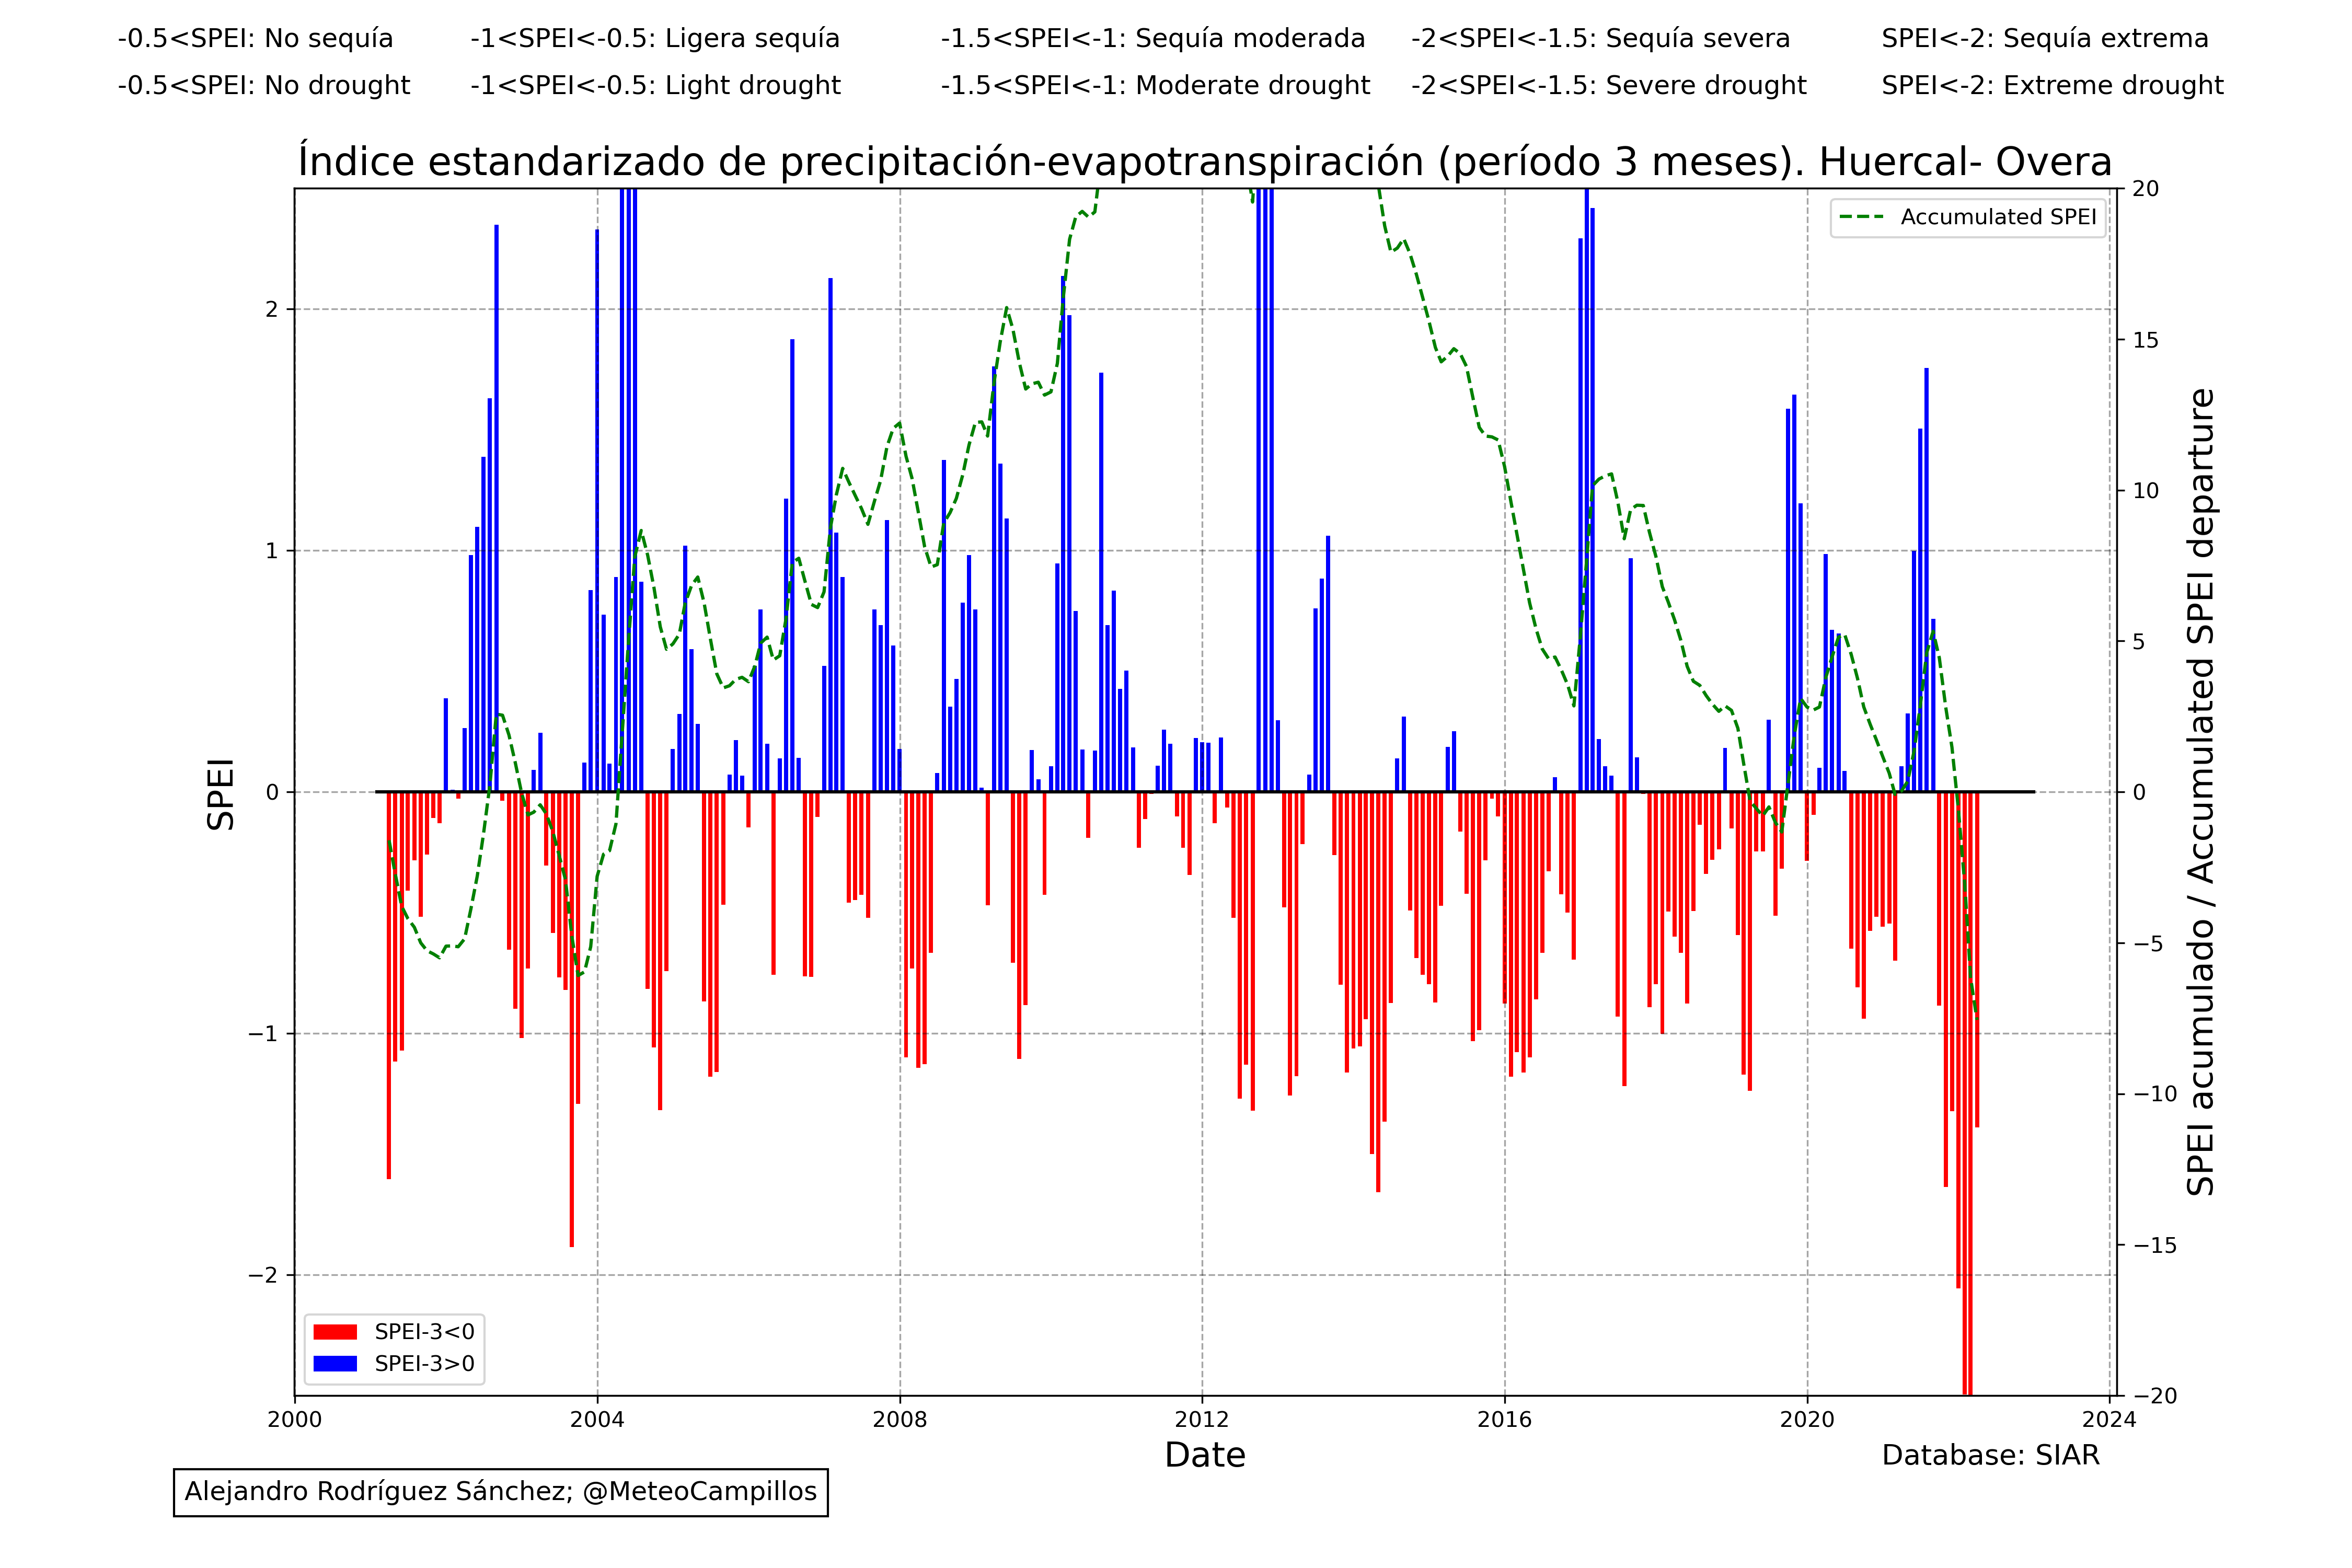 -0.5<SPEI: No sequía
-1<SPEI<-0.5: Ligera sequía
-1.5<SPEI<-1: Sequía moderada
-2<SPEI<-1.5: Sequía severa
SPEI<-2: Sequía extrema
-0.5<SPEI: No drought
-1<SPEI<-0.5: Light drought
-1.5<SPEI<-1: Moderate drought
-2<SPEI<-1.5: Severe drought
SPEI<-2: Extreme drought
Índice estandarizado de precipitación-evapotranspiración (período 3 meses). Huercal- Overa
Accumulated SPEI
2
1
0
−1
−2
SPEI
20
15
10
5
0
−5
−10
−15
−20
SPEI acumulado / Accumulated SPEI departure
SPEI-3<0
SPEI-3>0
2000
2004
2008
2012
2016
2020
2024
Date
Database: SIAR
Alejandro Rodríguez Sánchez; @MeteoCampillos